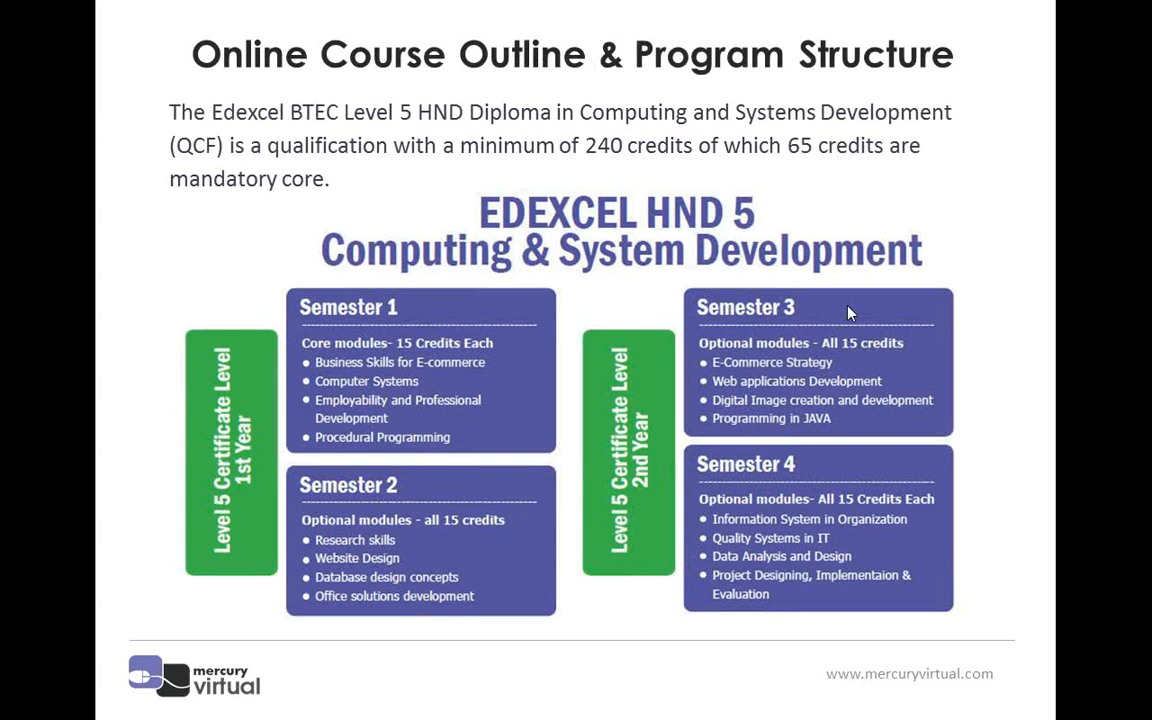 Online Course Outline & Program Structure
The Edexcel BTEC Level 5 HND Diploma in Computing and Systems Development
(QCF) is a qualification with a minimum of 240 credits of which 65 credits are
mandatory core.
EDEXCEL HND 5
Computing & System Development
Level 5 Certificate Level
1st Year
Semester 1
Core modules- 15 Credits Each
• Business Skills for E-commerce
• Computer Systems
• Employability and Professional
Development
• Procedural Programming
Semester 2
Optional modules - all 15 credits
• Research skills
• Website Design
• Database design concepts
• Office solutions development
Level 5 Certificate Level
2nd Year
Semester 3
Optional modules - All 15 credits
• E-Commerce Strategy
• Web applications Development
• Digital Image creation and development
• Programming in JAVA
Semester 4
Optional modules- All 15 Credits Each
• Information System in Organization
• Quality Systems in IT
• Data Analysis and Design
• Project Designing, Implementaion &
Evaluation
mercury
virtual
www.mercuryvirtual.com